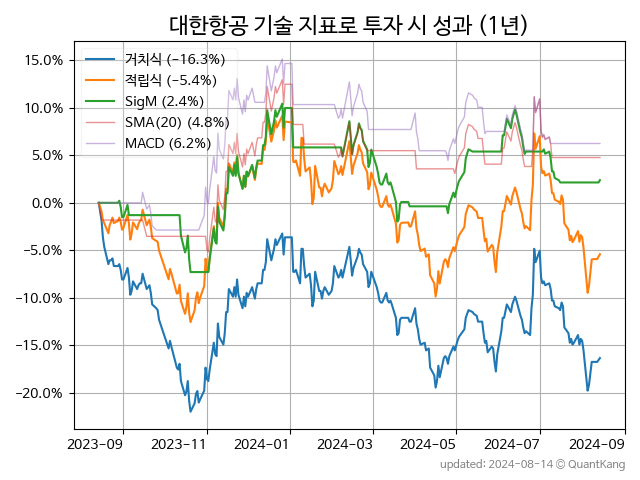 대한항공 기술 지표로 투자 시 성과 (1년)
15.0%
10.0%
5.0%
0.0%
−5.0%
−10.0%
−15.0%
−20.0%
거치식 (−16.3%)
적립식 (−5.4%)
SigM (2.4%)
SMA(20) (4.8%)
MACD (6.2%)
2023-09 2023-11 2024-01 2024-03 2024-05 2024-07 2024-09
updated: 2024-08-14 © QuantKang